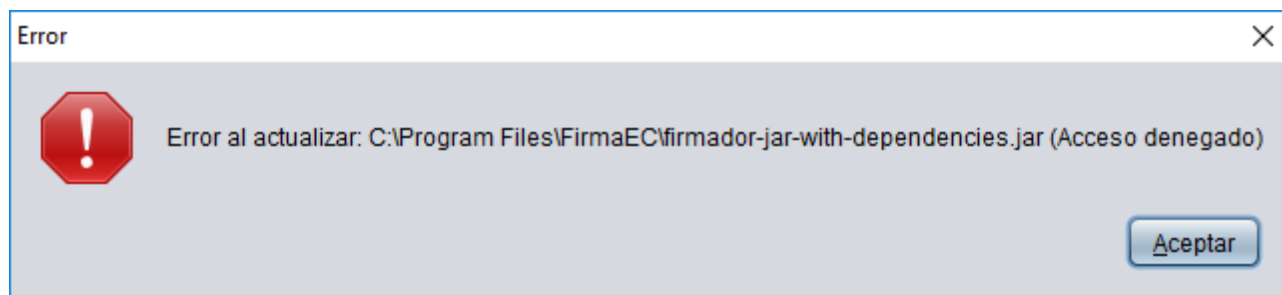 Error
Error al actualizar: C:\Program Files\FirmaEC\firmador-jar-with-dependencies.jar (Acceso denegado)
Aceptar